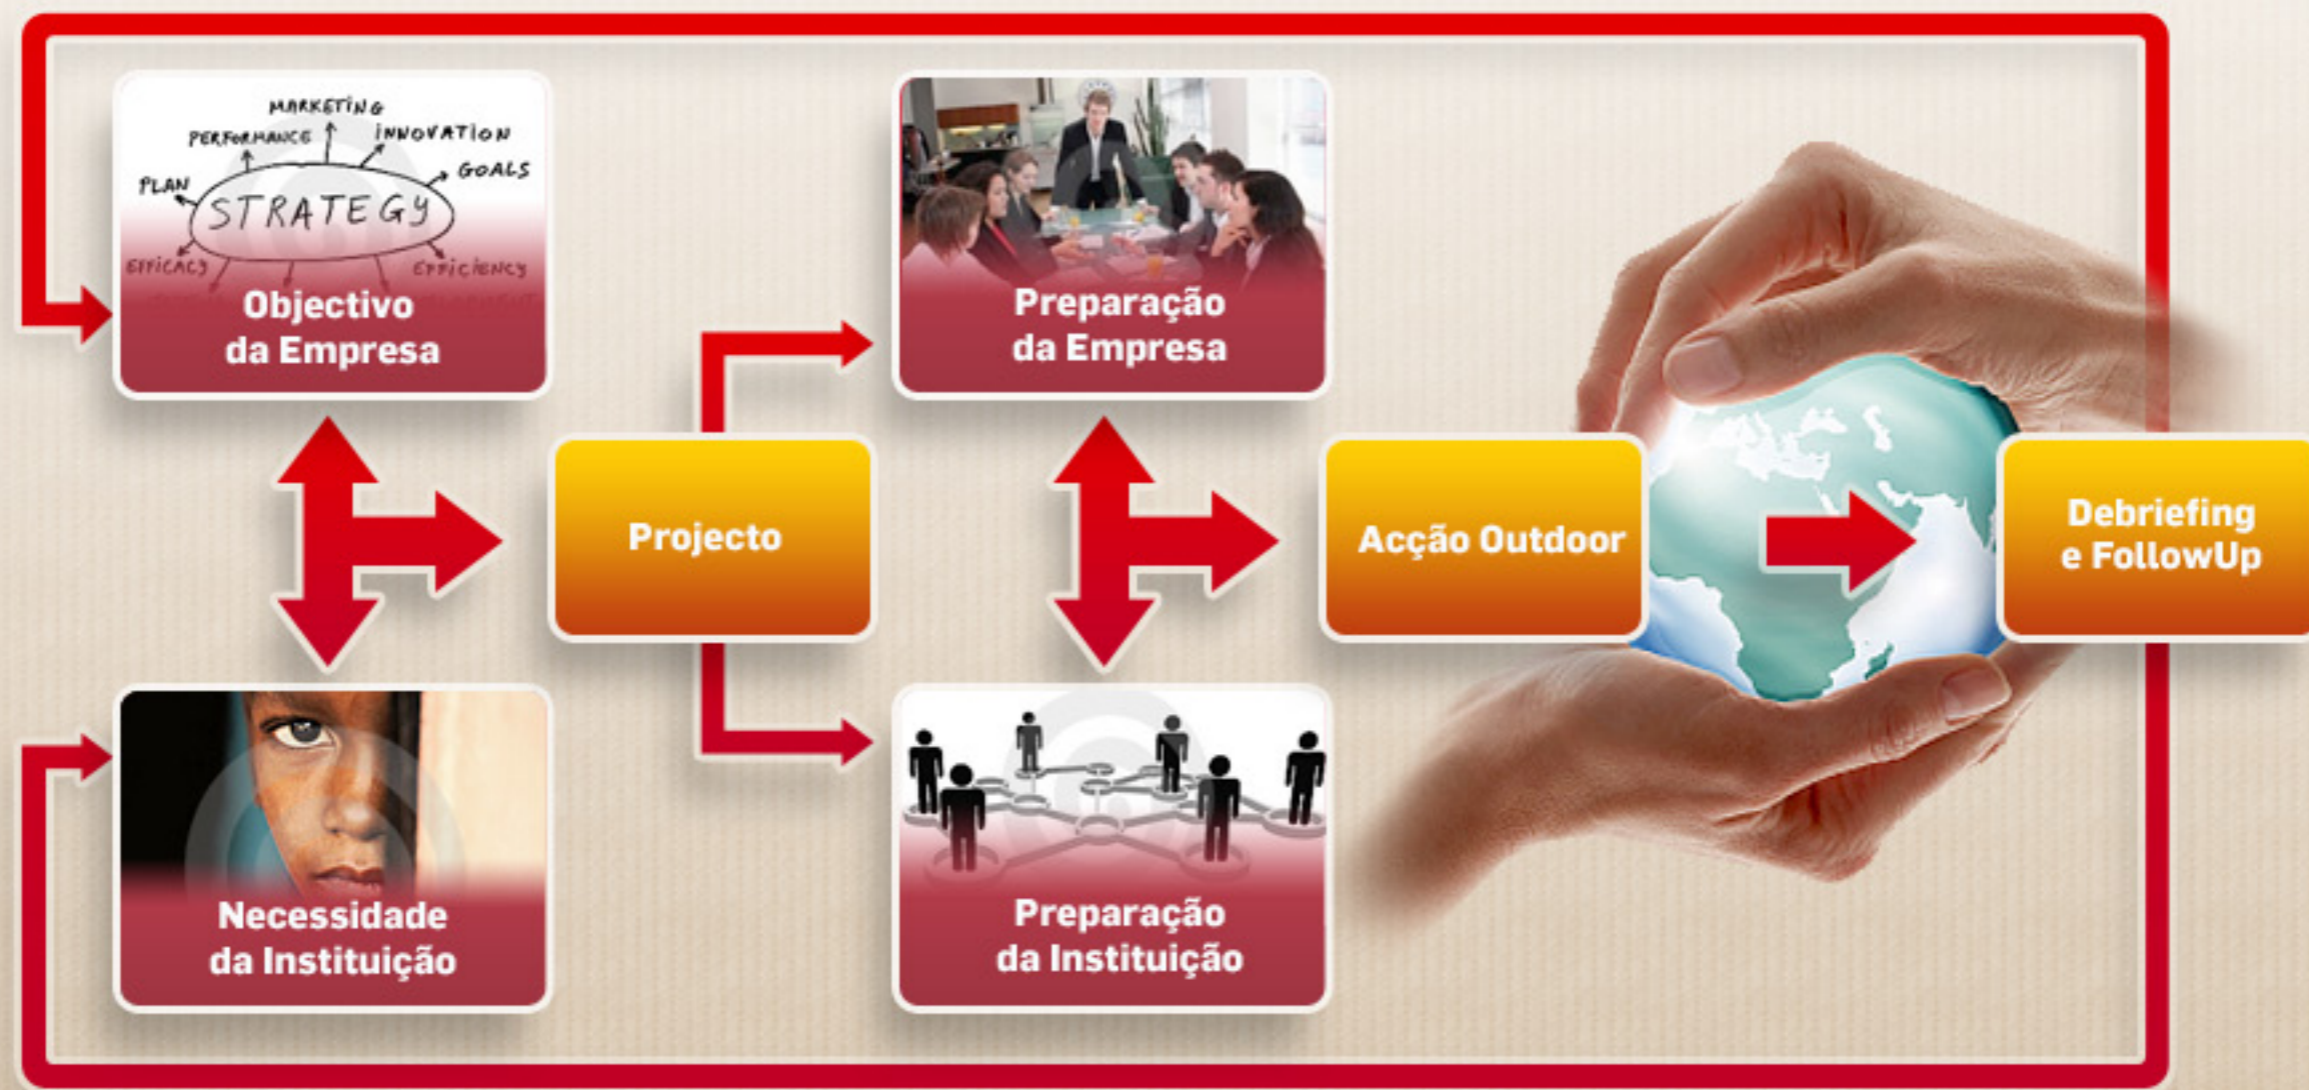 MARKETING
PERFORMANCE
INNOVATION
GOALS
PLAN
STRATEGY
EFFICACY
EFFICIENCY
Objectivo
da Empresa
Preparação
da Empresa
Projecto
Acção Outdoor
Debriefing
e FollowUp
Necessidade
da Instituição
Preparação
da Instituição